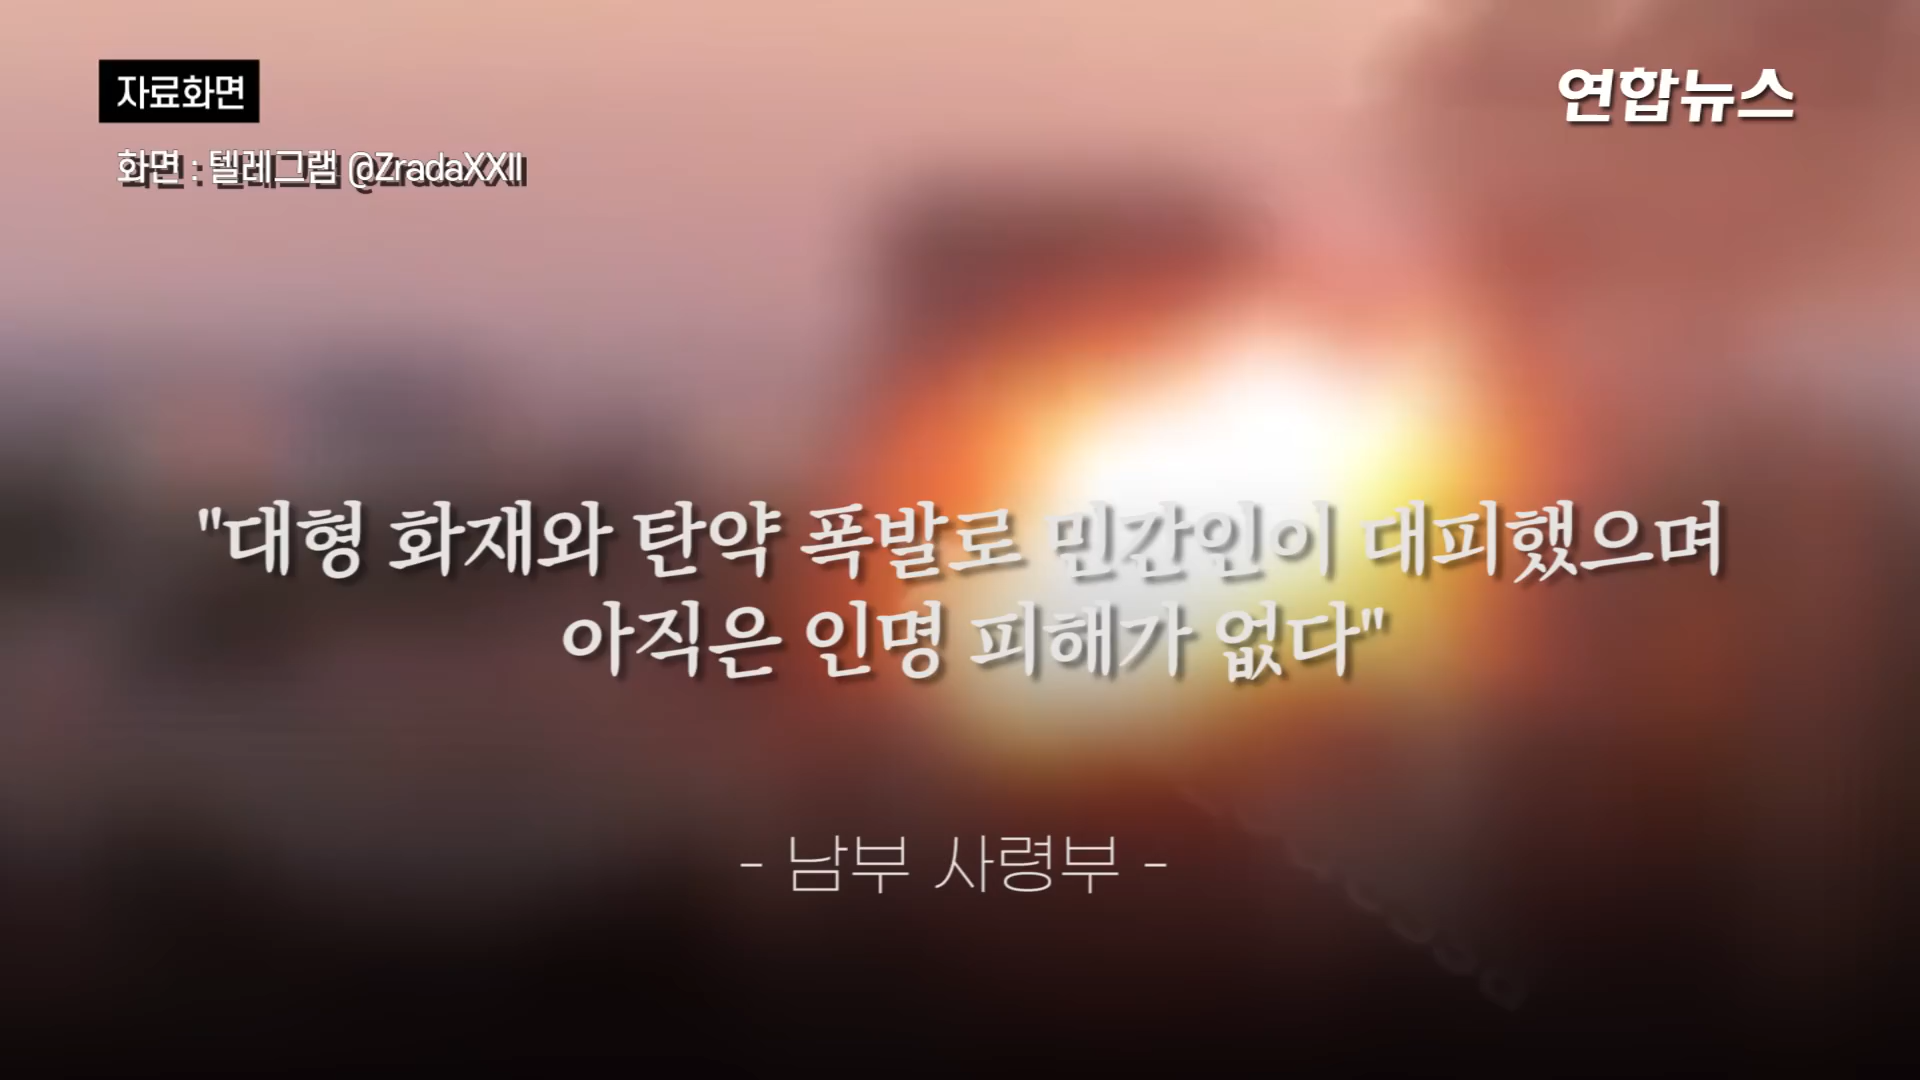 자료화면
연합뉴스
화면 : 텔레그램 @ZradaXXII
"대형 화재와 탄약 폭발로 민간인이 대피했으며
아직은 인명 피해가 없다"
- 남부 사령부 -